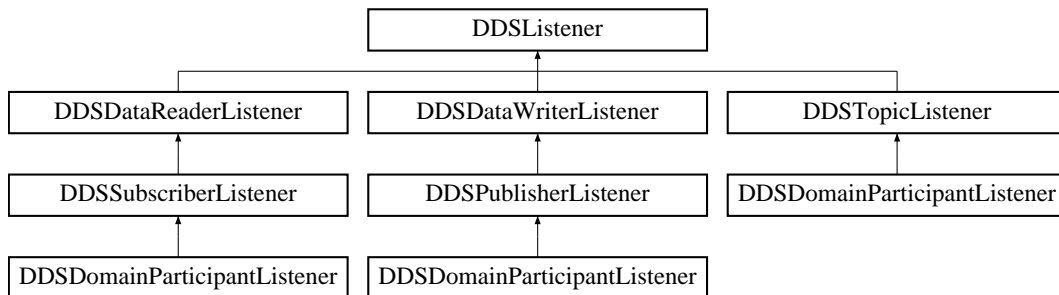 DDSListener
DDSDataReaderListener
DDSDataWriterListener
DDSTopicListener
DDSSubscriberListener
DDSPublisherListener
DDSDomainParticipantListener
DDSDomainParticipantListener
DDSDomainParticipantListener